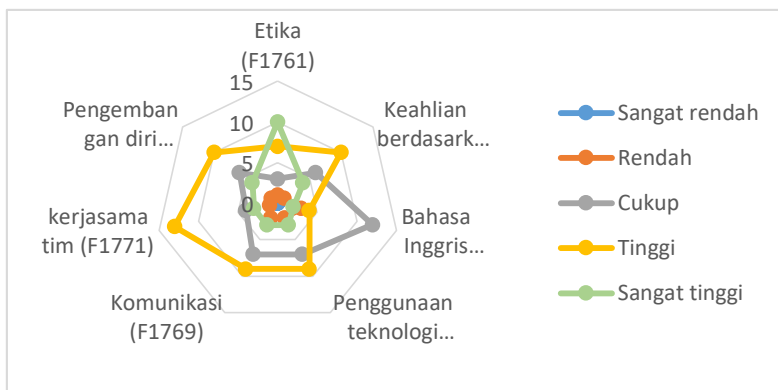 Etika
(F1761)
15
10
5
0
Keahlian
berdasark...
Bahasa
Inggris...
Penggunaan
teknologi...
Komunikasi
(F1769)
kerjasama
tim (F1771)
Pengemban
gan diri...
Sangat rendah
Rendah
Cukup
Tinggi
Sangat tinggi